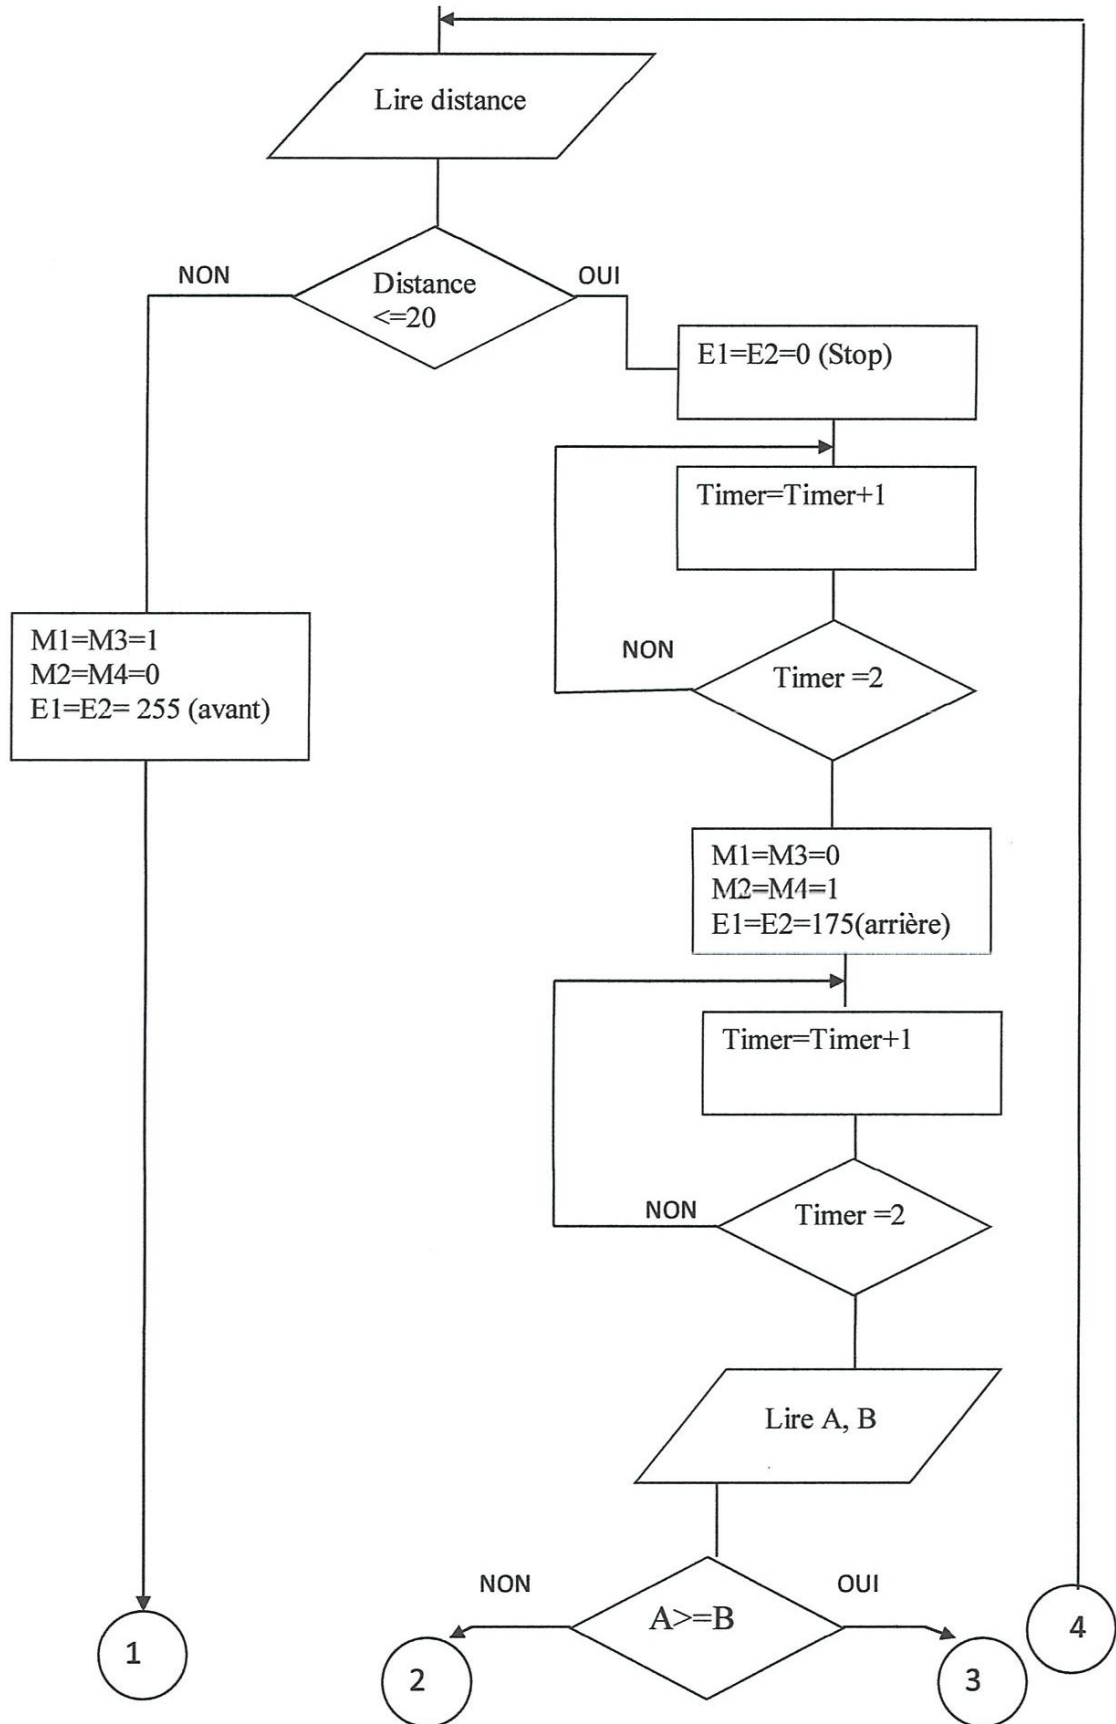 Lire distance
NON
OUI
Distance
<=20
E1=E2=0 (Stop)
Timer=Timer+1
M1=M3=1
M2=M4=0
E1=E2= 255 (avant)
NON
Timer =2
M1=M3=0
M2=M4=1
E1=E2=175(arrière)
Timer=Timer+1
NON
Timer =2
Lire A, B
NON
OUI
A>=B
1
2
3
4